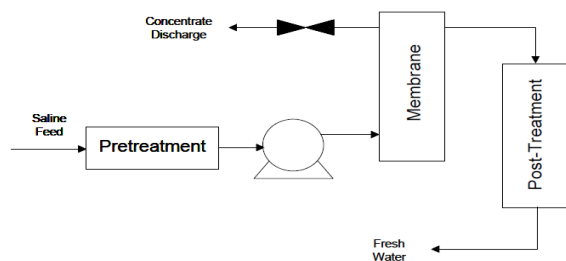 Concentrate
Discharge
Membrane
Saline
Feed
Pretreatment
Post-Treatment
Fresh
Water